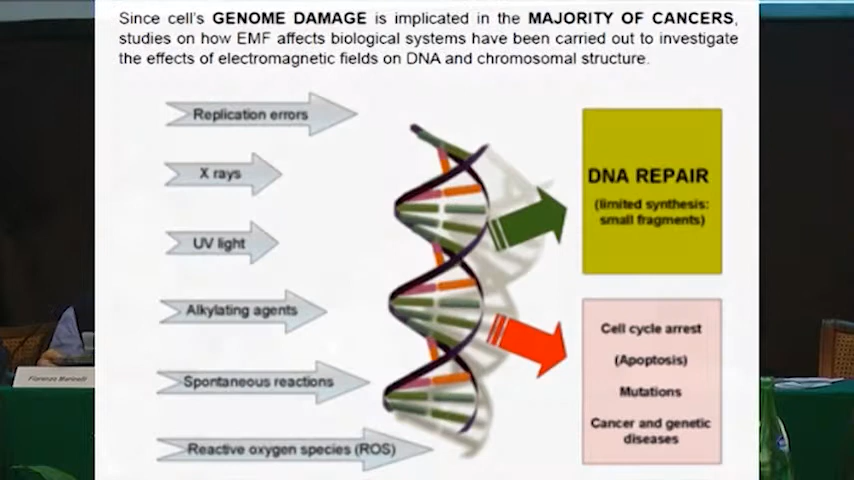 Since cell's GENOME DAMAGE is implicated in the MAJORITY OF CANCERS,
studies on how EMF affects biological systems have been carried out to investigate
the effects of electromagnetic fields on DNA and chromosomal structure.
Replication errors
X rays
UV light
Alkylating agents
Spontaneous reactions
Reactive oxygen species (ROS)
DNA REPAIR
(limited synthesis:
small fragments)
Cell cycle arrest
(Apoptosis)
Mutations
Cancer and genetic
diseases